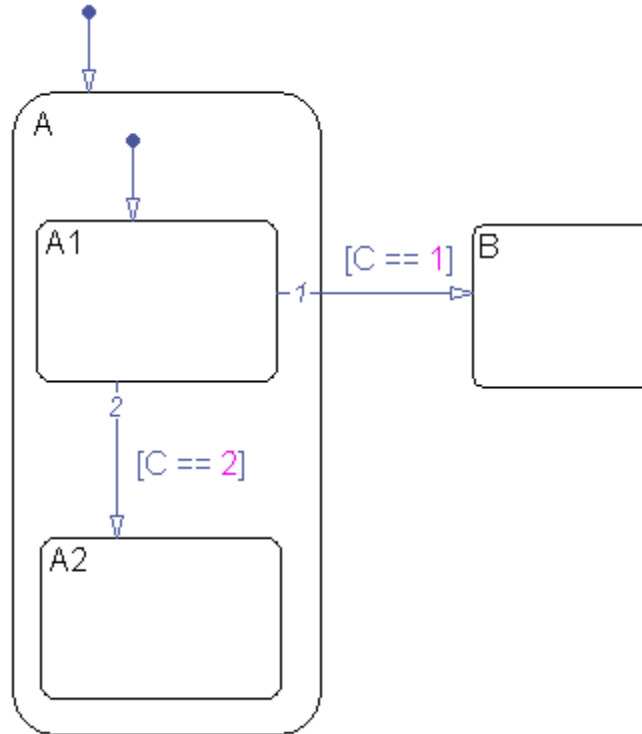 A
A1
[C == 1]
B
1
2
[C == 2]
A2